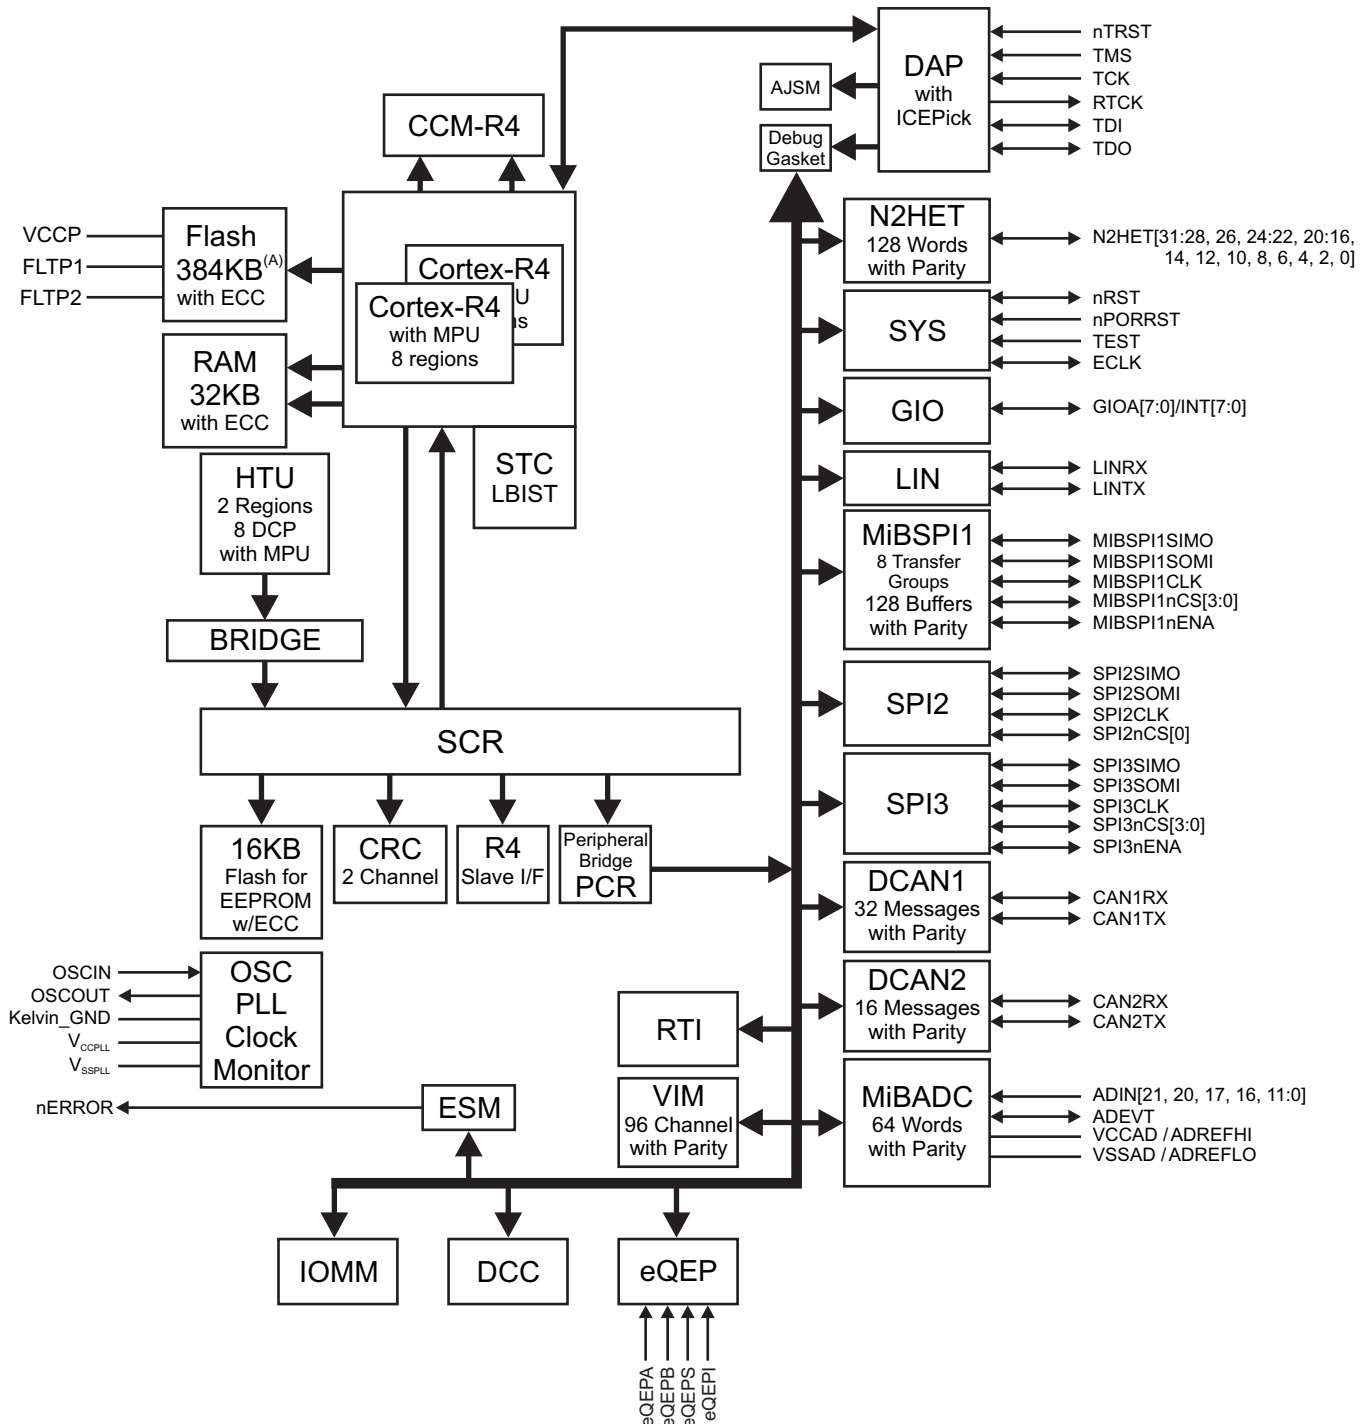 nTRST
TMS
TCK
RTCK
TDI
TDO
DAP
with
ICEPick
AJSM
Debug
Gasket
CCM-R4
VCCP
FLTP1
FLTP2
Flash
384KB(A)
with ECC
Cortex-R4
U
ns
Cortex-R4
with MPU
8 regions
RAM
32KB
with ECC
STC
LBIST
HTU
2 Regions
8 DCP
with MPU
BRIDGE
SCR
16KB
Flash for
EEPROM
w/ECC
CRC
2 Channel
R4
Slave I/F
Peripheral
Bridge
PCR
OSCIN
OSCOUT
Kelvin_GND
VCCPLL
VSSPLL
OSC
PLL
Clock
Monitor
nERROR
ESM
RTI
VIM
96 Channel
with Parity
IOMM
DCC
eQEP
eQEPA
eQEPB
eQEPS
eQEPI
N2HET
128 Words
with Parity
N2HET[31:28, 26, 24:22, 20:16,
14, 12, 10, 8, 6, 4, 2, 0]
SYS
nRST
nPORRST
TEST
ECLK
GIO
GIOA[7:0]/INT[7:0]
LIN
LINRX
LINTX
MiBSPI1
8 Transfer
Groups
128 Buffers
with Parity
MIBSPI1SIMO
MIBSPI1SOMI
MIBSPI1CLK
MIBSPI1nCS[3:0]
MIBSPI1nENA
SPI2
SPI2SIMO
SPI2SOMI
SPI2CLK
SPI2nCS[0]
SPI3
SPI3SIMO
SPI3SOMI
SPI3CLK
SPI3nCS[3:0]
SPI3nENA
DCAN1
32 Messages
with Parity
CAN1RX
CAN1TX
DCAN2
16 Messages
with Parity
CAN2RX
CAN2TX
MiBADC
64 Words
with Parity
ADIN[21, 20, 17, 16, 11:0]
ADEVT
VCCAD / ADREFHI
VSSAD / ADREFLO